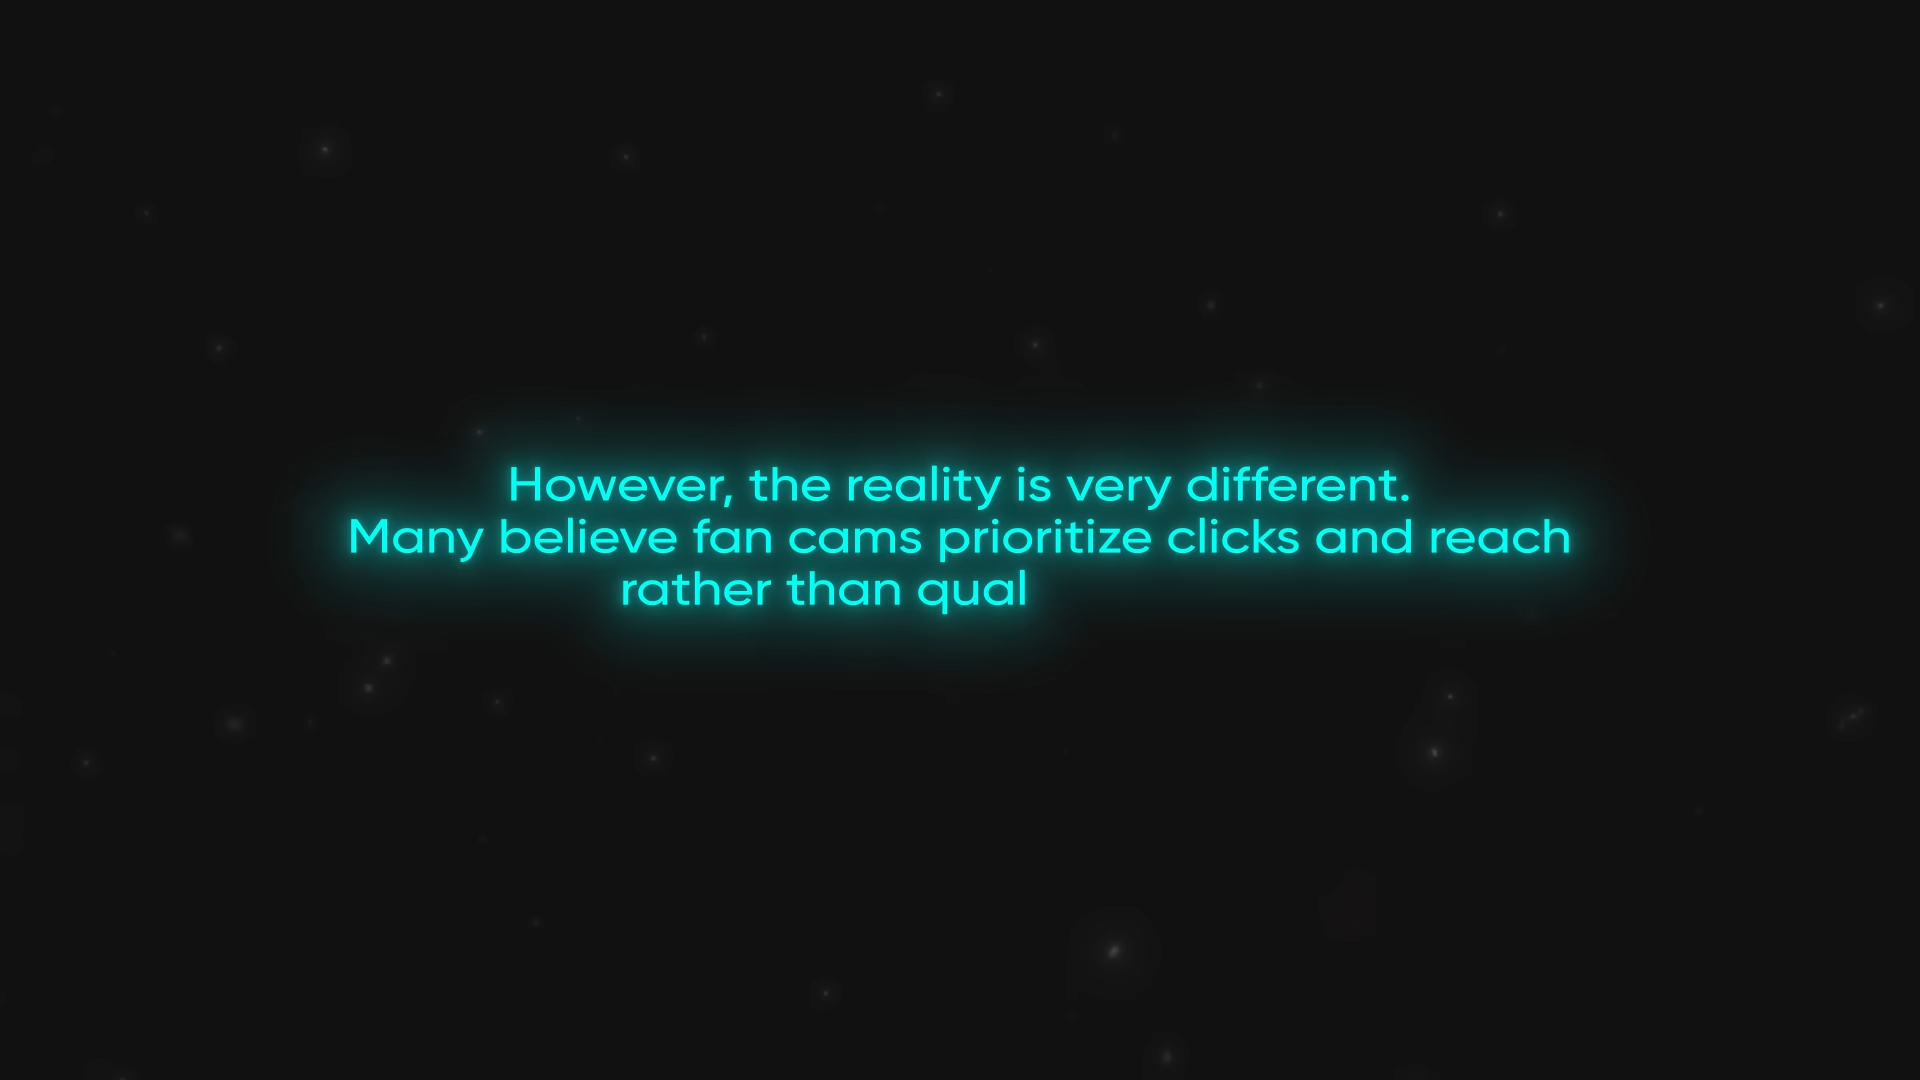 However, the reality is very different.
Many believe fan cams prioritize clicks and reach
rather than qual